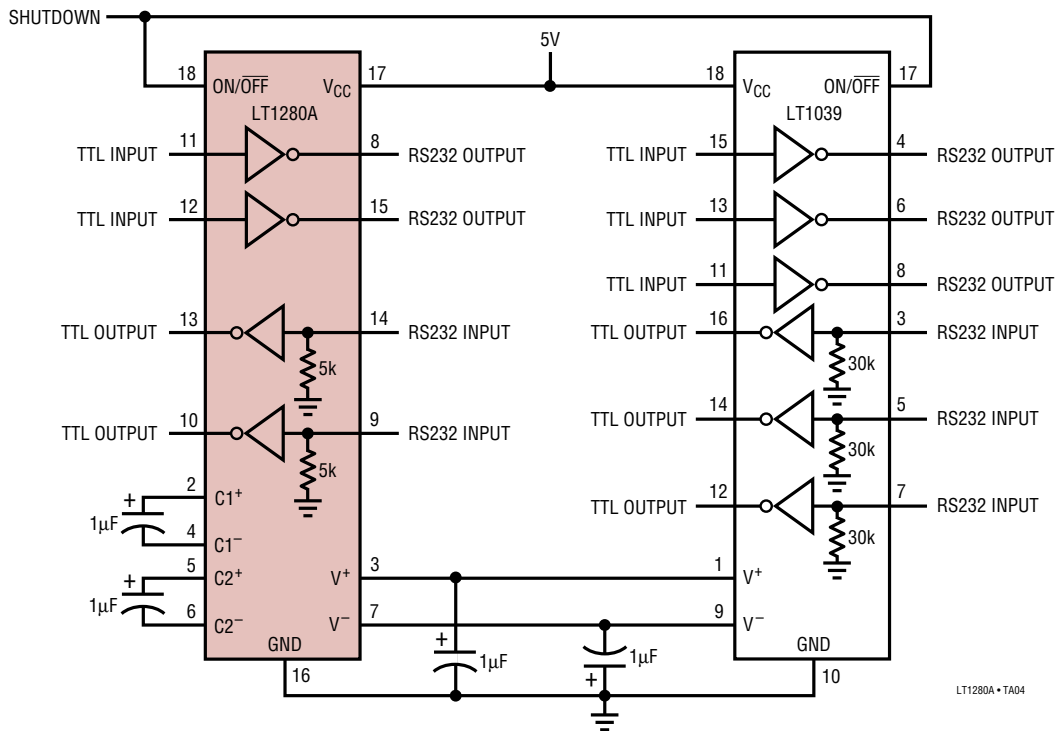 SHUTDOWN
5V
18 ON/OFF VCC 17
LT1280A
18 VCC ON/OFF 17
LT1039
TTL INPUT 11 8 RS232 OUTPUT
TTL INPUT 15 4 RS232 OUTPUT
TTL INPUT 12 15 RS232 OUTPUT
TTL INPUT 13 6 RS232 OUTPUT
TTL INPUT 11 8 RS232 OUTPUT
TTL OUTPUT 13 14 RS232 INPUT
5k
TTL OUTPUT 16 3 RS232 INPUT
30k
TTL OUTPUT 10 9 RS232 INPUT
5k
TTL OUTPUT 14 5 RS232 INPUT
30k
TTL OUTPUT 12 7 RS232 INPUT
30k
2 C1+
+ 1µF
4 C1−
5 C2+ V+ 3
+ 1µF
6 C2− V− 7
GND
16
1 V+
9 V−
GND
10
+ 1µF
1µF +
LT1280A • TA04